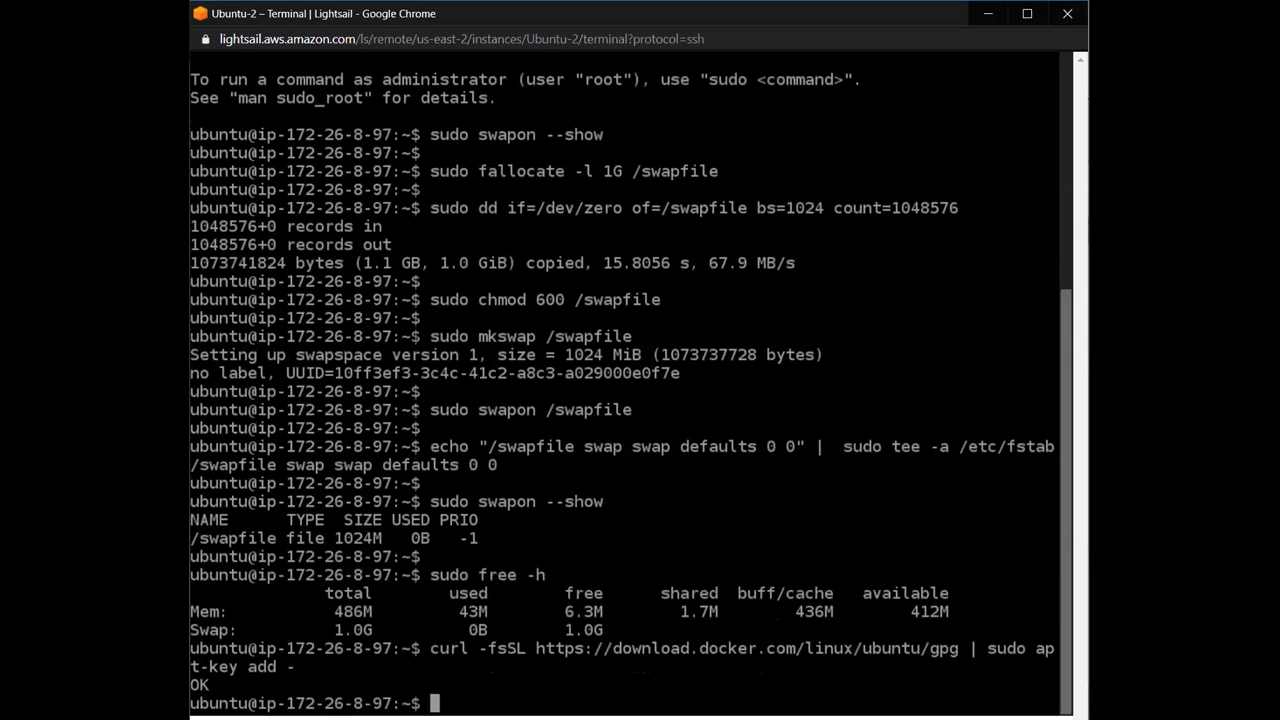 Ubuntu-2 – Terminal | Lightsail - Google Chrome
lightsail.aws.amazon.com/ls/remote/us-east-2/instances/Ubuntu-2/terminal?protocol=ssh
To run a command as administrator (user "root"), use "sudo <command>".
See "man sudo_root" for details.
ubuntu@ip-172-26-8-97:~$ sudo swapon --show
ubuntu@ip-172-26-8-97:~$
ubuntu@ip-172-26-8-97:~$ sudo fallocate -l 1G /swapfile
ubuntu@ip-172-26-8-97:~$
ubuntu@ip-172-26-8-97:~$ sudo dd if=/dev/zero of=/swapfile bs=1024 count=1048576
1048576+0 records in
1048576+0 records out
1073741824 bytes (1.1 GB, 1.0 GiB) copied, 15.8056 s, 67.9 MB/s
ubuntu@ip-172-26-8-97:~$
ubuntu@ip-172-26-8-97:~$ sudo chmod 600 /swapfile
ubuntu@ip-172-26-8-97:~$
ubuntu@ip-172-26-8-97:~$ sudo mkswap /swapfile
Setting up swapspace version 1, size = 1024 MiB (1073737728 bytes)
no label, UUID=10ff3ef3-3c4c-41c2-a8c3-a029000e0f7e
ubuntu@ip-172-26-8-97:~$
ubuntu@ip-172-26-8-97:~$ sudo swapon /swapfile
ubuntu@ip-172-26-8-97:~$
ubuntu@ip-172-26-8-97:~$ echo "/swapfile swap swap defaults 0 0" |  sudo tee -a /etc/fstab
/swapfile swap swap defaults 0 0
ubuntu@ip-172-26-8-97:~$
ubuntu@ip-172-26-8-97:~$ sudo swapon --show
NAME      TYPE  SIZE USED PRIO
/swapfile file 1024M   0B   -1
ubuntu@ip-172-26-8-97:~$
ubuntu@ip-172-26-8-97:~$ sudo free -h
              total        used        free      shared  buff/cache   available
Mem:           486M         43M        6.3M        1.7M        436M        412M
Swap:          1.0G          0B        1.0G
ubuntu@ip-172-26-8-97:~$ curl -fsSL https://download.docker.com/linux/ubuntu/gpg | sudo ap
t-key add -
OK
ubuntu@ip-172-26-8-97:~$